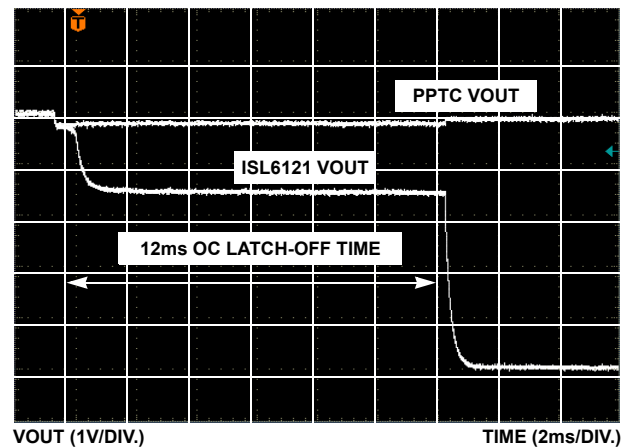 T
PPTC VOUT
ISL6121 VOUT
12ms OC LATCH-OFF TIME
VOUT (1V/DIV.)
TIME (2ms/DIV.)